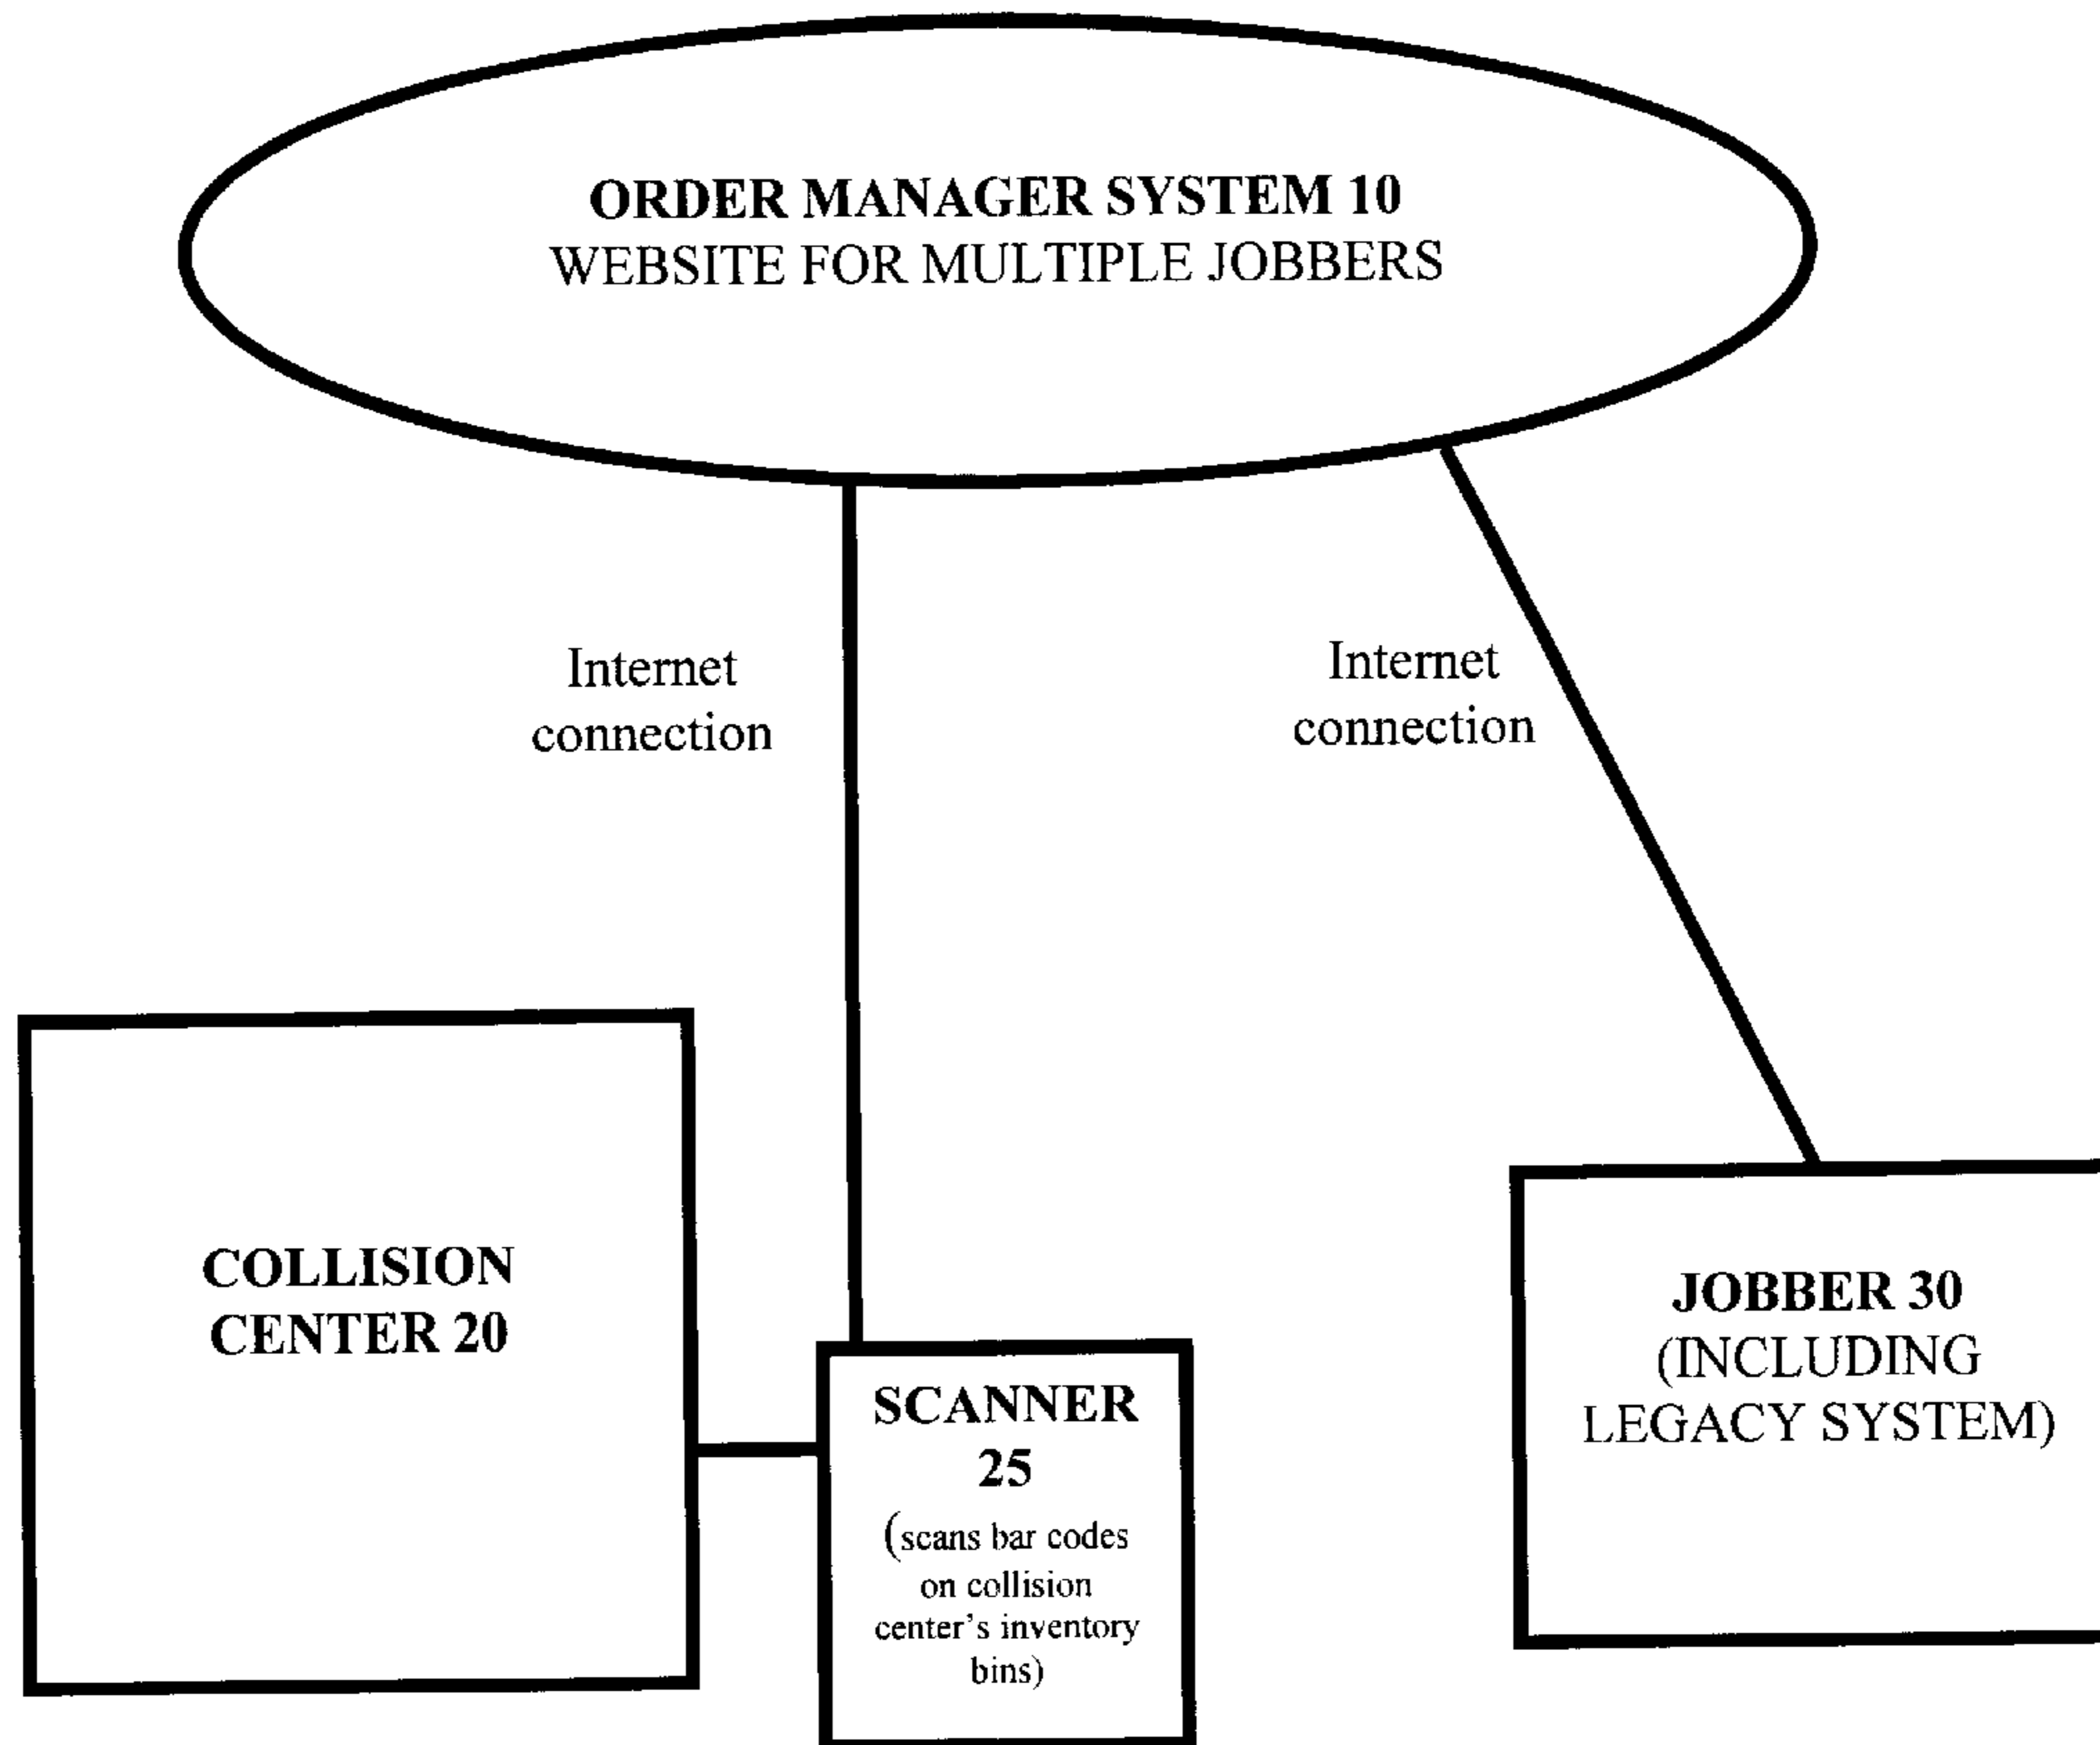 ORDER MANAGER SYSTEM 10
WEBSITE FOR MULTIPLE JOBBERS
Internet
connection
Internet
connection
COLLISION
CENTER 20
SCANNER
25
(scans bar codes
on collision
center's inventory
bins)
JOBBER 30
(INCLUDING
LEGACY SYSTEM)